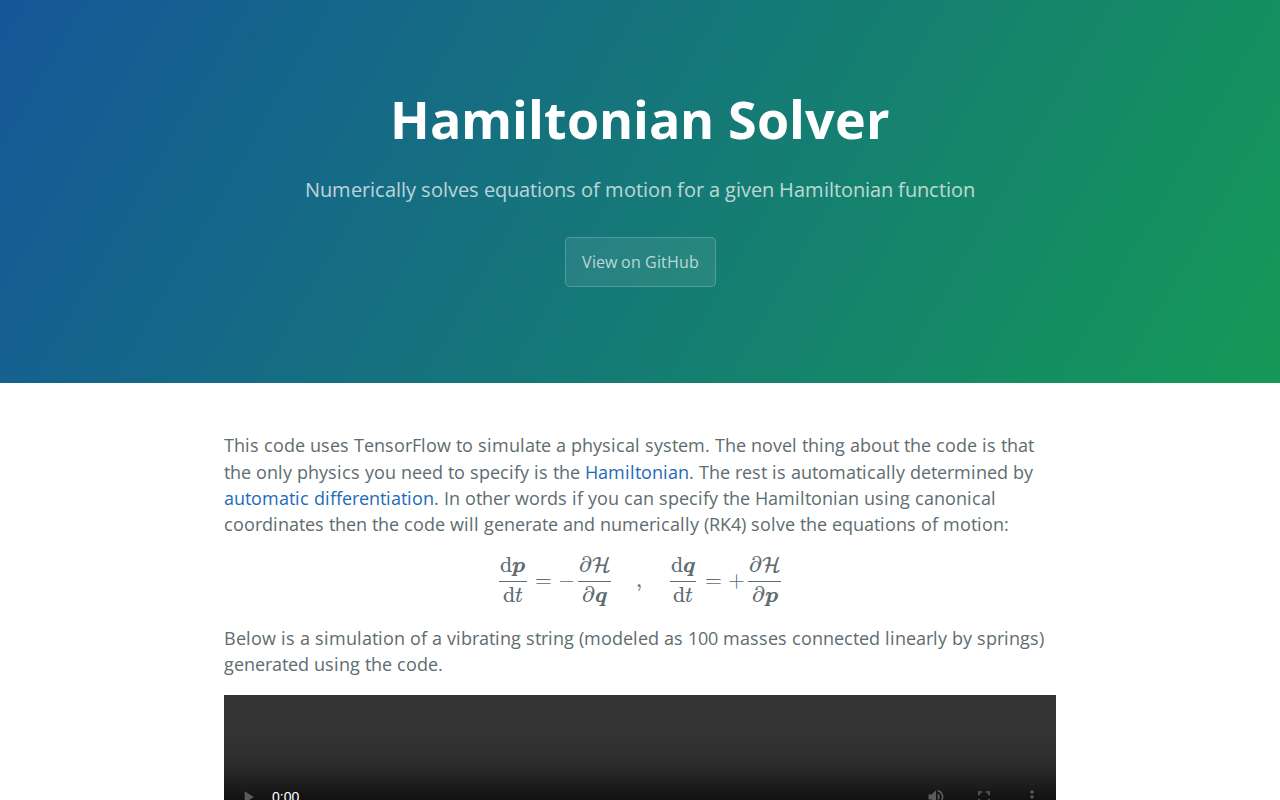 Hamiltonian Solver
Numerically solves equations of motion for a given Hamiltonian function
View on GitHub
This code uses TensorFlow to simulate a physical system. The novel thing about the code is that
the only physics you need to specify is the Hamiltonian. The rest is automatically determined by
automatic differentiation. In other words if you can specify the Hamiltonian using canonical
coordinates then the code will generate and numerically (RK4) solve the equations of motion:
d𝒑/d𝑡 = −∂ℋ/∂𝒒 , d𝒒/d𝑡 = +∂ℋ/∂𝒑
Below is a simulation of a vibrating string (modeled as 100 masses connected linearly by springs)
generated using the code.
0:00